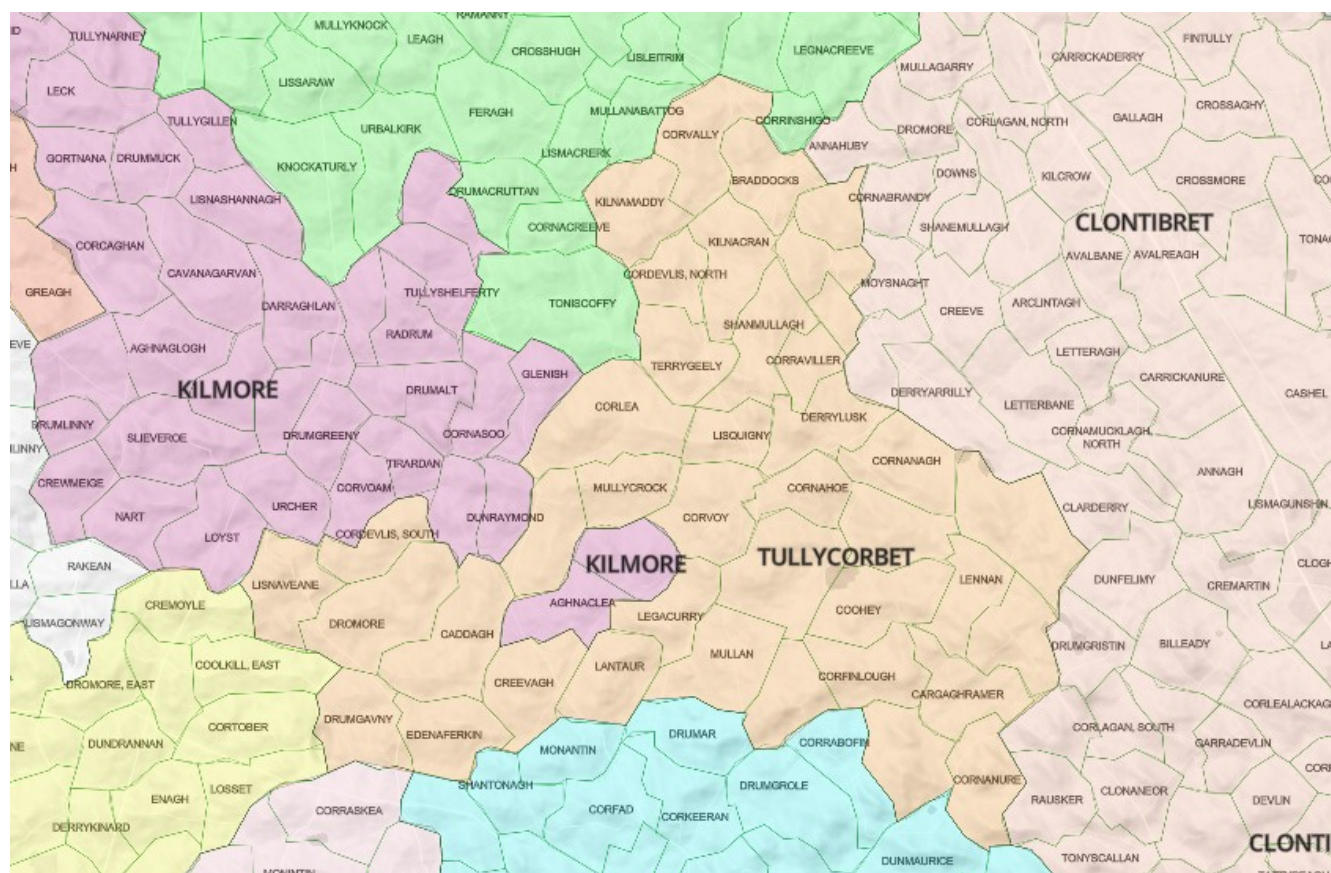 RAMANNY
MULLYKNOCK
TULLYNARNEY
LEAGH
CROSSHUGH
LISLEITRIM
LEGNACREEVE
FINTULLY
CARRICKADERRY
MULLAGARRY
LECK
LISSARAW
FERAGH
MULLANABATTOG
CORRINSHIGO
TULLYGILLEN
URBALKIRK
CORVALLY
DROMORE
CORLAGAN, NORTH
GALLAGH
CROSSAGHY
ANNAHUBY
GORTNANA
DRUMMUCK
KNOCKATURLY
LISMACRERK
BRADDOCKS
DOWNS
KILCROW
CROSSMORE
LISNASHANNAGH
DRUMACRUTTAN
KILNAMADDY
CORNABRANDY
CORNACREEVE
SHANEMULLAGH
CLONTIBRET
CORCAGHAN
KILNACRAN
AVALBANE
AVALREAGH
CAVANAGARVAN
CORDEVLIS, NORTH
MOYSNAGHT
GREAGH
DARRAGHLAN
TULLYSHELFERTY
TONISCOFFY
CREEVE
ARCLINTAGH
RADRUM
SHANMULLAGH
AGHNAGLOGH
TERRYGEELY
CORRAVILLER
LETTERAGH
KILMORE
DRUMALT
GLENISH
CARRICKANURE
DERRYARRILLY
CASHEL
CORLEA
LETTERBANE
DERRYLUSK
DRUMLINNY
SLIEVEROE
DRUMGREENY
CORNASOO
LISQUIGNY
CORNAMUCKLAGH,
NORTH
TIRARDAN
CORNANAGH
ANNAGH
CREWMEIGE
CORVOAM
MULLYCROCK
CORNAHOE
NART
URCHER
DUNRAYMOND
CORVOY
CLARDERRY
LISMAGUNSHIN,
LOYST
CORDEVLIS, SOUTH
RAKEAN
KILMORE
TULLYCORBET
LISNAVEANE
DUNFELIMY
CREMARTIN
LENNAN
CREMOYLE
AGHNACLEA
LEGACURRY
COOHEY
LISMAGONWAY
DROMORE
CADDAGH
DRUMGRISTIN
BILLEADY
COOLKILL, EAST
LANTAUR
MULLAN
CORFINLOUGH
DROMORE, EAST
CREEVAGH
CARGAGHRAMER
DRUMGAVNY
CORTOBER
EDENAFERKIN
DRUMAR
CORRABOFIN
CORLAGAN, SOUTH
GARRADEVLIN
DUNDRANNAN
MONANTIN
CORNANURE
SHANTONAGH
DRUMGROLE
LOSSET
ENAGH
CLONANEOR
RAUSKER
DEVLIN
CORRASKEA
CORFAD
CORKEERAN
DERRYKINARD
DUNMAURICE
TONYSCALLAN